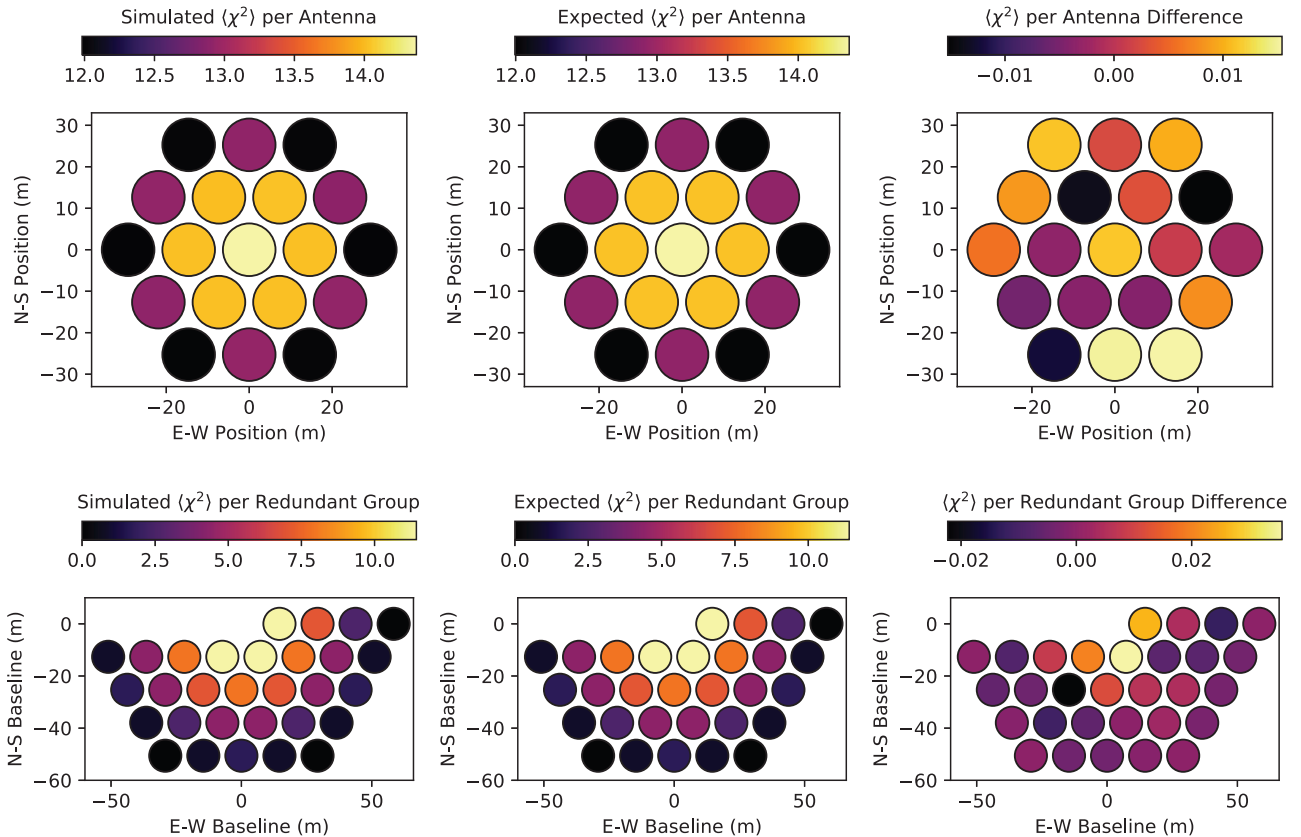 Simulated ⟨χ²⟩ per Antenna
Expected ⟨χ²⟩ per Antenna
⟨χ²⟩ per Antenna Difference
12.0 12.5 13.0 13.5 14.0
12.0 12.5 13.0 13.5 14.0
−0.01 0.00 0.01
N-S Position (m)
30
20
10
0
−10
−20
−30
−20 0 20
E-W Position (m)
N-S Position (m)
30
20
10
0
−10
−20
−30
−20 0 20
E-W Position (m)
N-S Position (m)
30
20
10
0
−10
−20
−30
−20 0 20
E-W Position (m)
Simulated ⟨χ²⟩ per Redundant Group
Expected ⟨χ²⟩ per Redundant Group
⟨χ²⟩ per Redundant Group Difference
0.0 2.5 5.0 7.5 10.0
0.0 2.5 5.0 7.5 10.0
−0.02 0.00 0.02
N-S Baseline (m)
0
−20
−40
−60
−50 0 50
E-W Baseline (m)
N-S Baseline (m)
0
−20
−40
−60
−50 0 50
E-W Baseline (m)
N-S Baseline (m)
0
−20
−40
−60
−50 0 50
E-W Baseline (m)